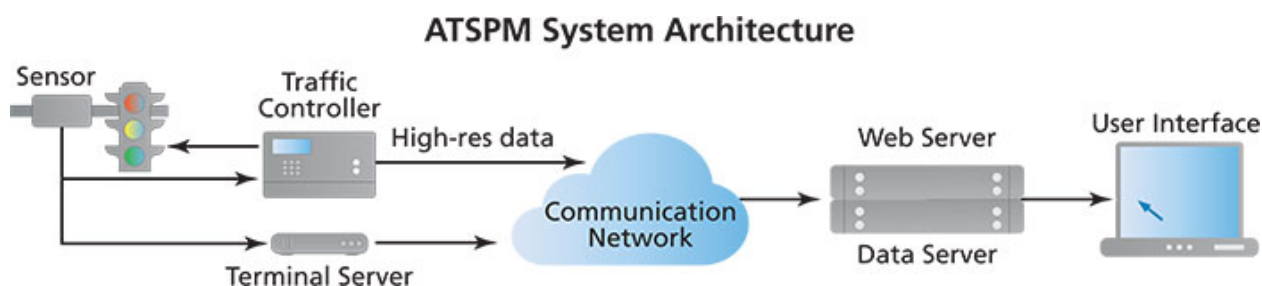 ATSPM System Architecture
Sensor
Traffic
Controller
High-res data
Terminal Server
Communication
Network
Web Server
Data Server
User Interface